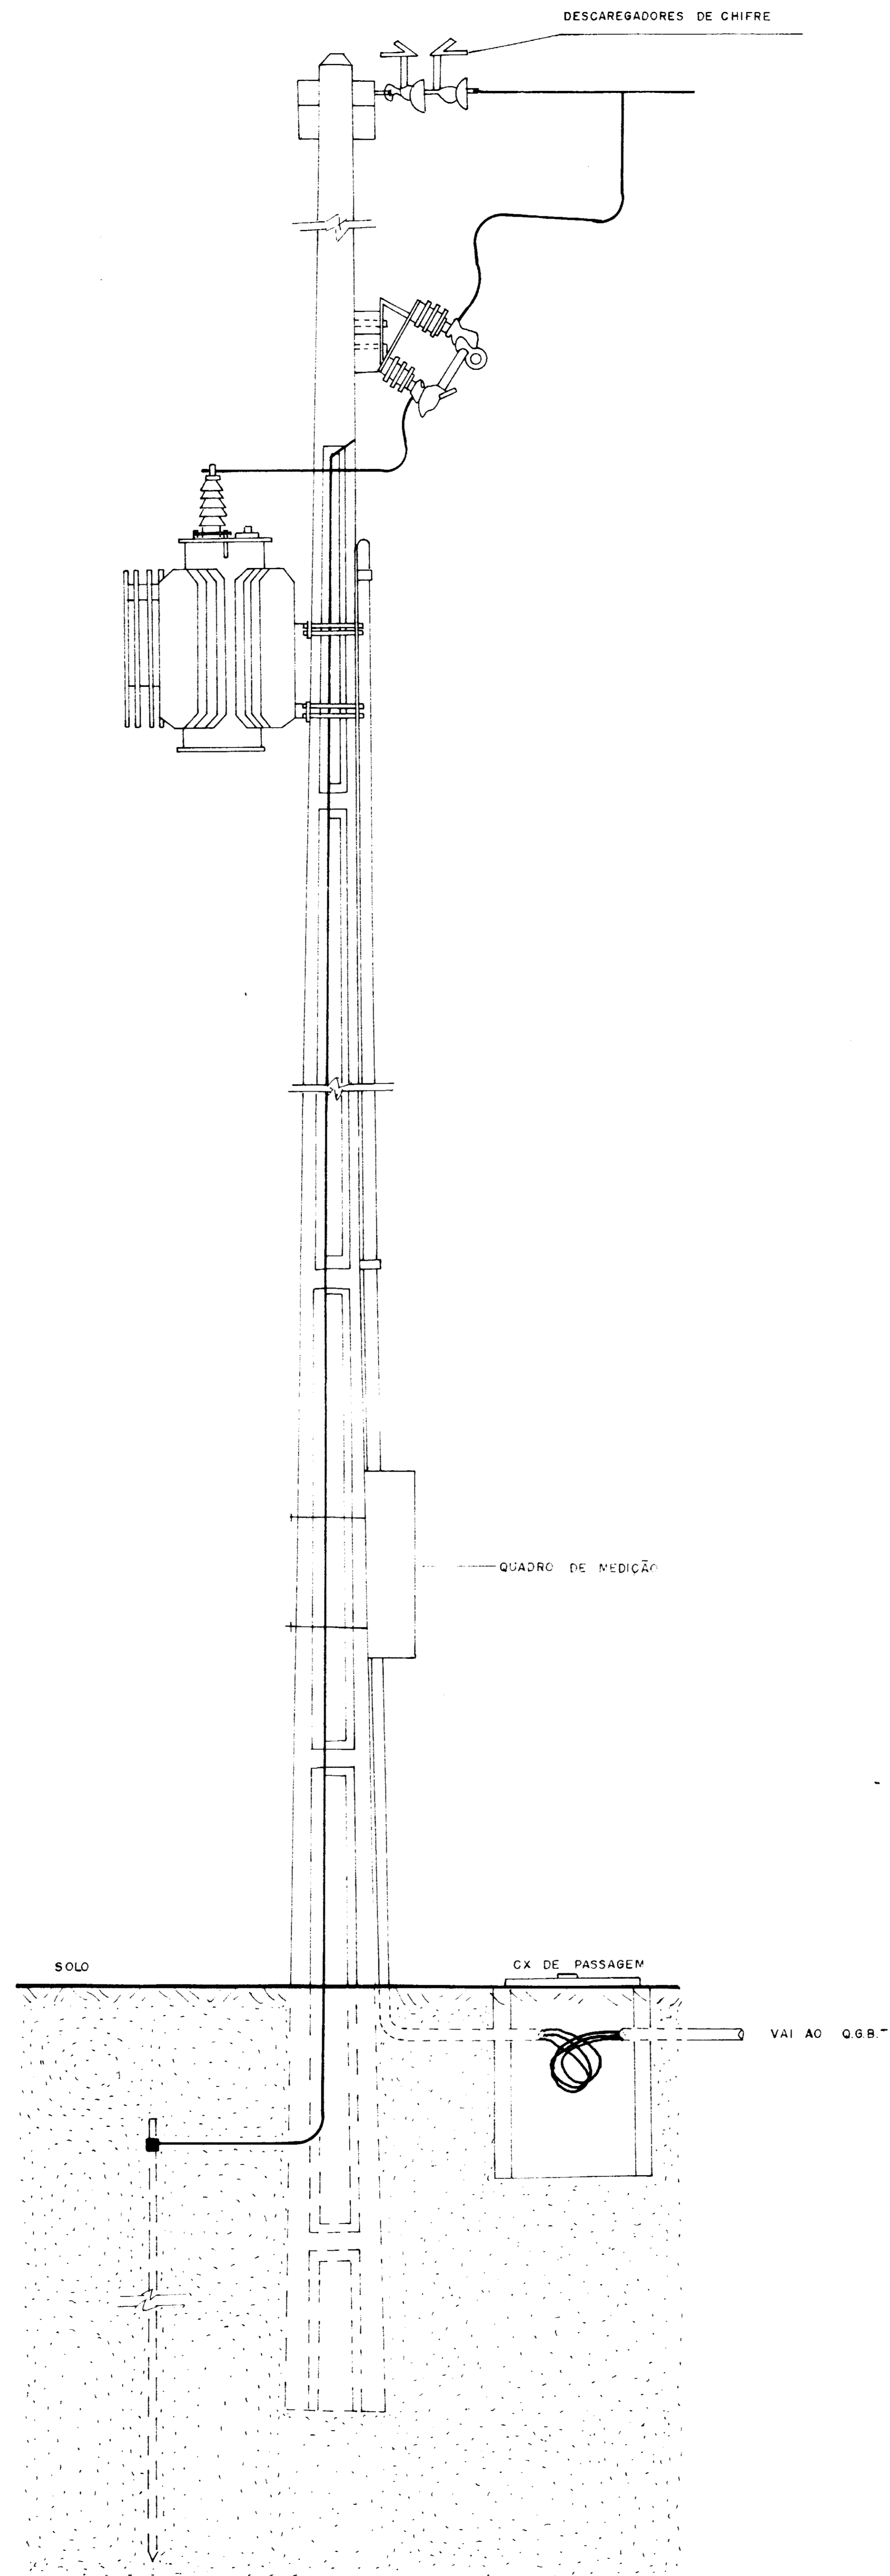 DESCAREGADORES DE CHIFRE
QUADRO DE MEDIÇÃO
SOLO
CX DE PASSAGEM
VAI AO Q.G.B.-